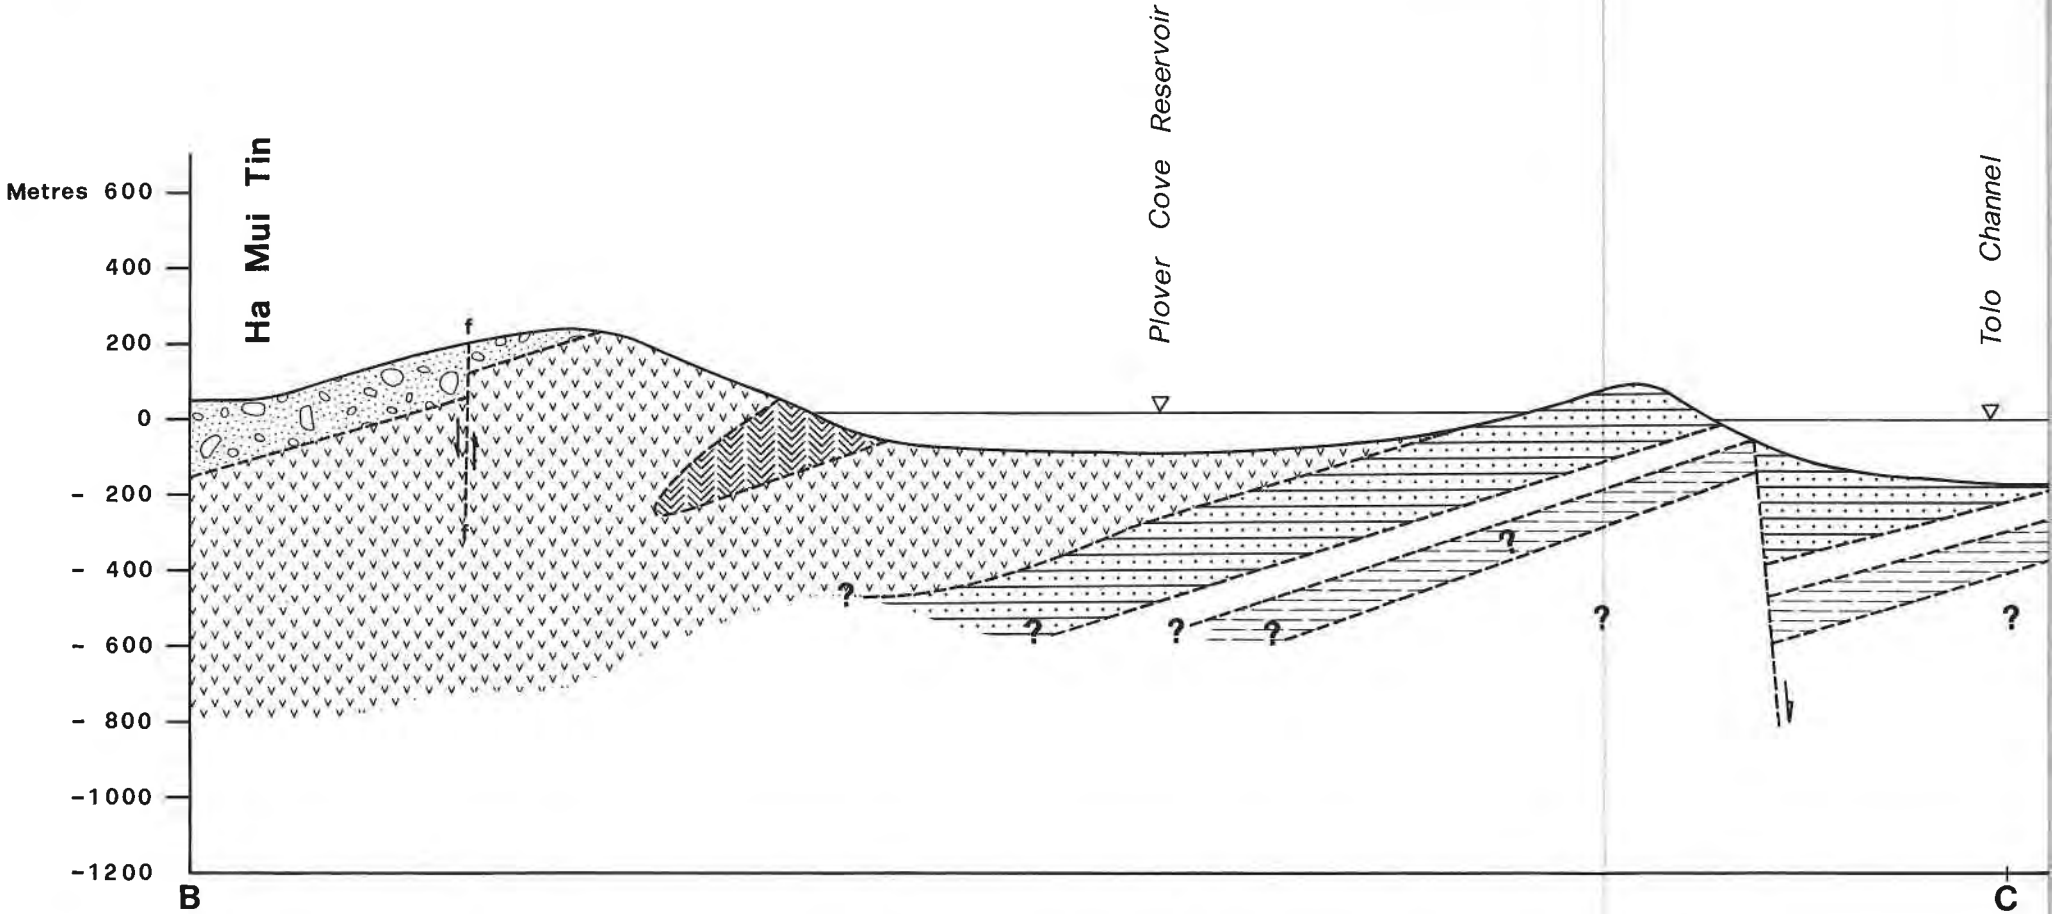 Plover Cove Reservoir
Ha Mui Tin
Tolo Channel
Metres 600
400
200
0
- 200
- 400
- 600
- 800
-1000
-1200
f
f
?
?
?
?
?
?
?
B
C